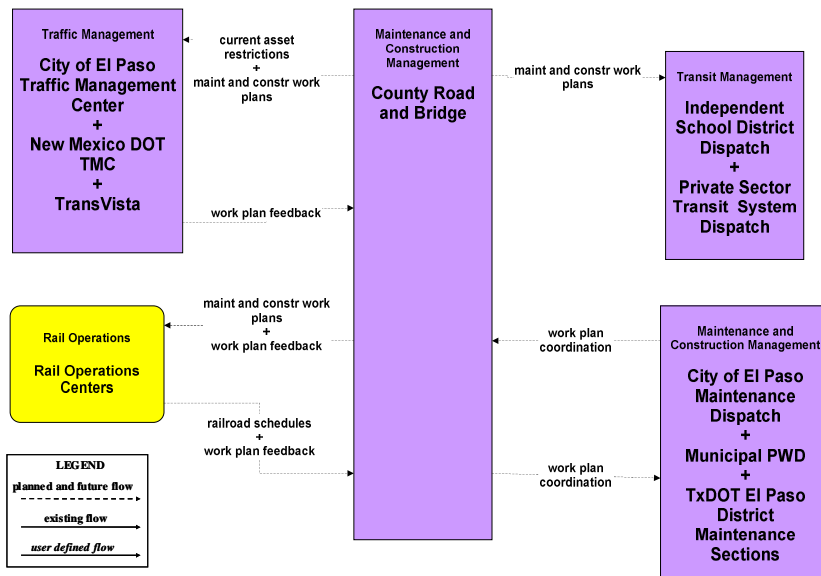 Traffic Management
City of El Paso
Traffic Management
Center
+
New Mexico DOT
TMC
+
TransVista
current asset
restrictions
+
maint and constr work
plans
work plan feedback
Maintenance and
Construction
Management
County Road
and Bridge
maint and constr work
plans
Transit Management
Independent
School District
Dispatch
+
Private Sector
Transit System
Dispatch
Rail Operations
Rail Operations
Centers
maint and constr work
plans
+
work plan feedback
railroad schedules
+
work plan feedback
work plan
coordination
work plan
coordination
Maintenance and
Construction Management
City of El Paso
Maintenance
Dispatch
+
Municipal PWD
+
TxDOT El Paso
District
Maintenance
Sections
LEGEND
planned and future flow
existing flow
user defined flow